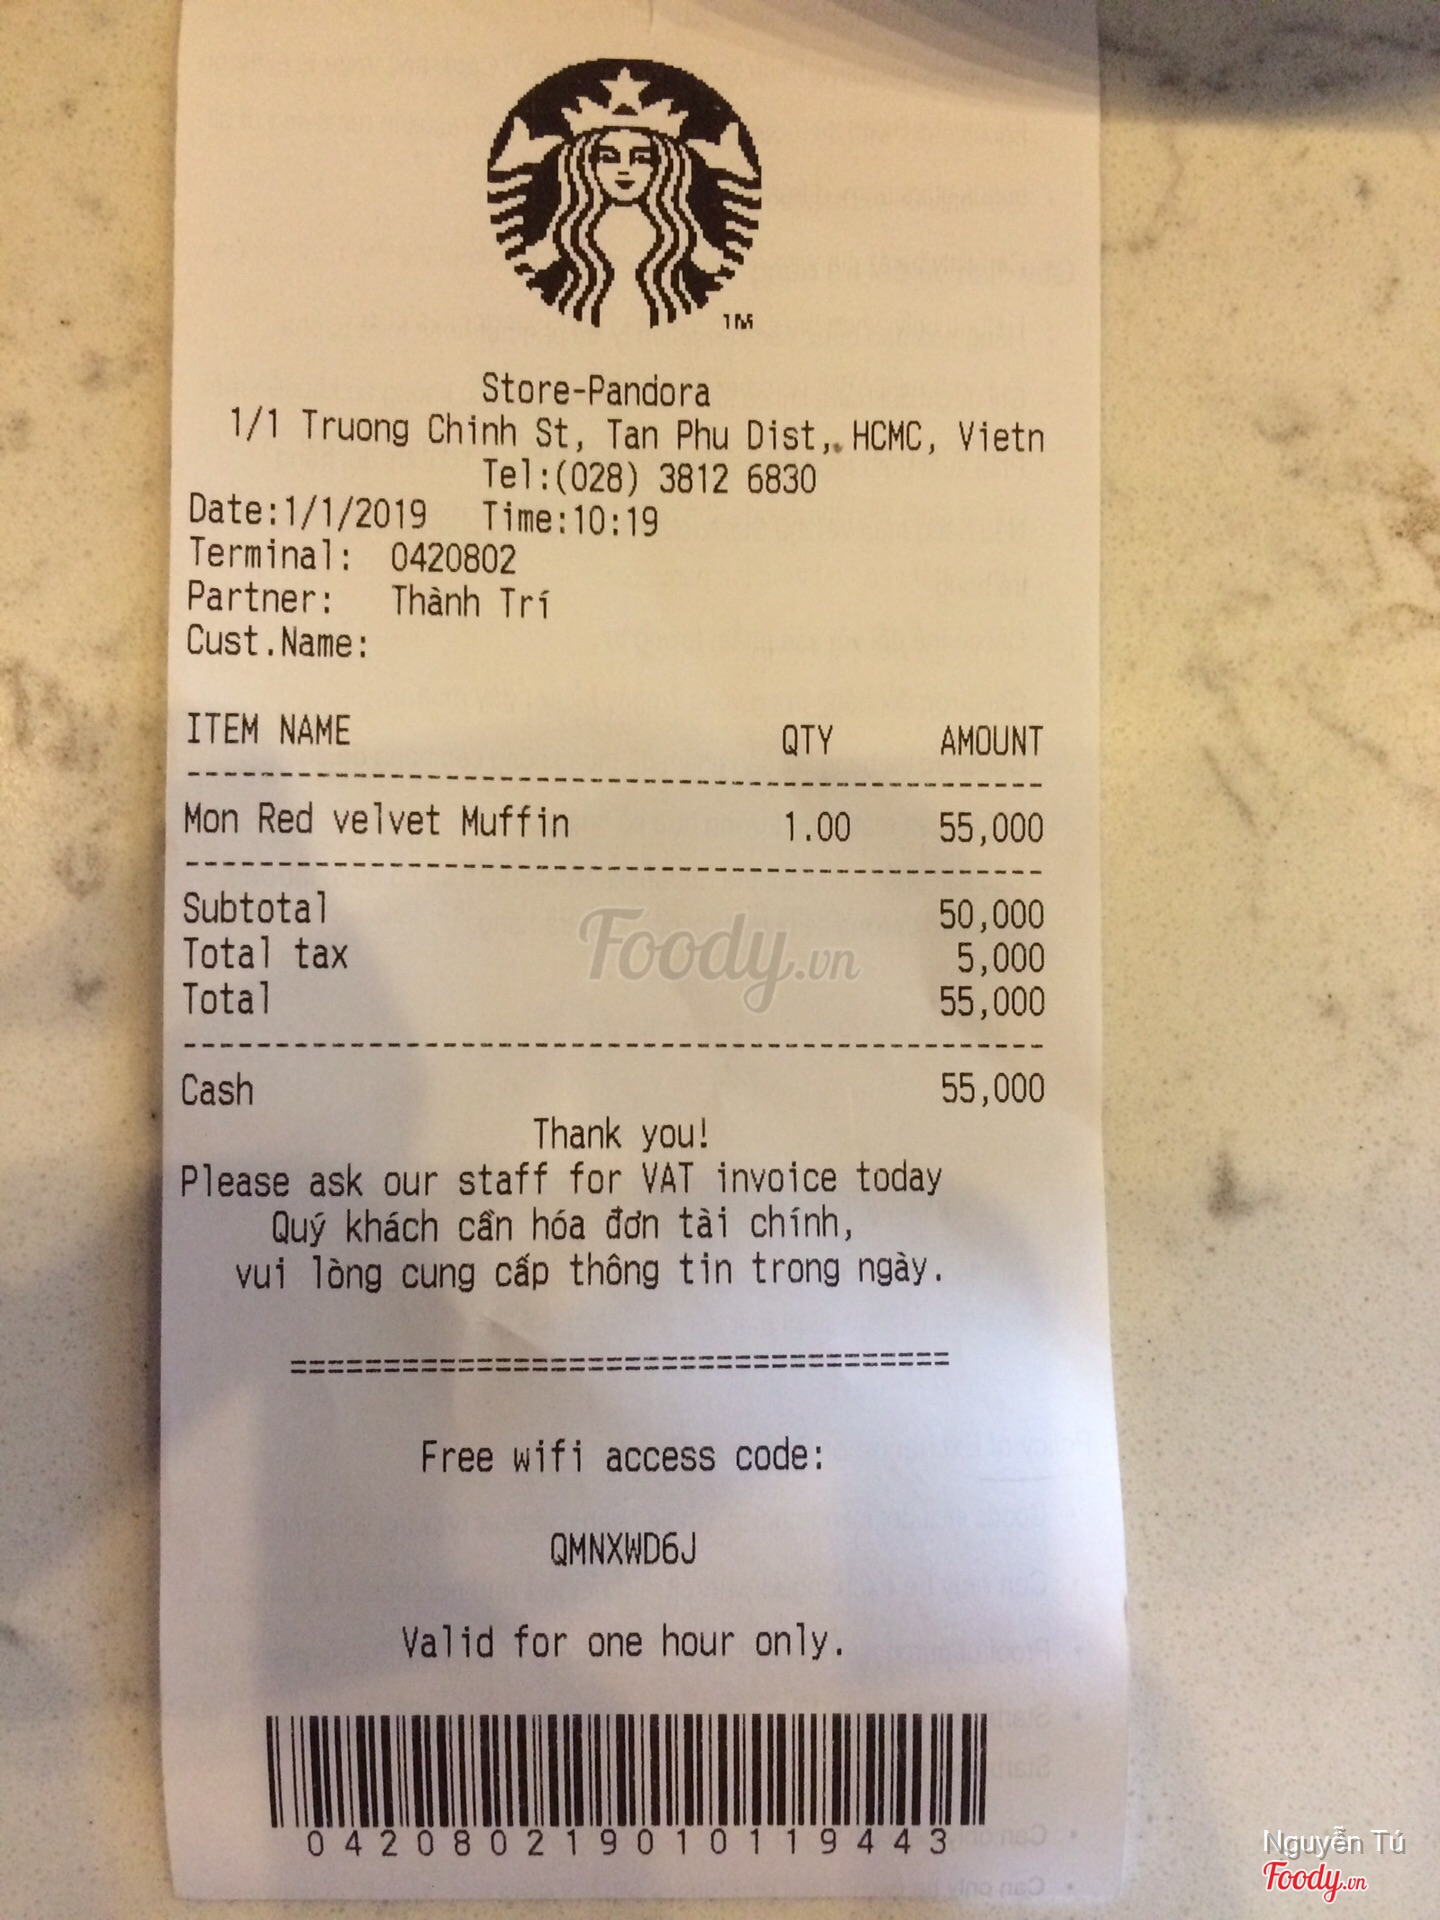 TM
Store-Pandora
1/1 Truong Chinh St, Tan Phu Dist, HCMC, Vietn
Tel:(028) 3812 6830
Date:1/1/2019 Time:10:19
Terminal: 0420802
Partner: Thành Trí
Cust.Name:
ITEM NAME QTY AMOUNT
Mon Red velvet Muffin 1.00 55,000
Subtotal 50,000
Total tax 5,000
Total 55,000
Foody.vn
Cash 55,000
Thank you!
Please ask our staff for VAT invoice today
Quý khách cần hóa đơn tài chính,
vui lòng cung cấp thông tin trong ngày.
====================================
Free wifi access code:
QMNXWD6J
Valid for one hour only.
042080219010119443
Nguyễn Tú
Foody.vn